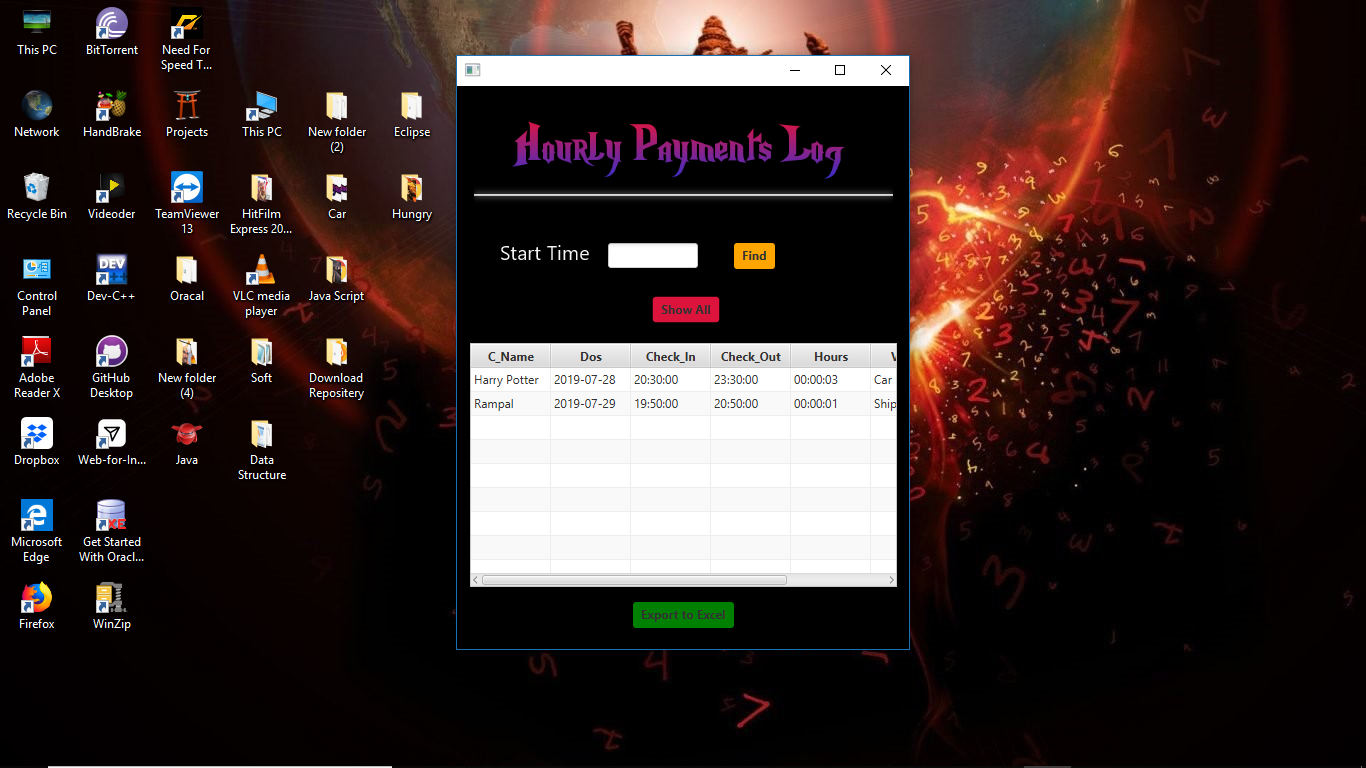 This PC
BitTorrent
Need For
Speed T...
Network
HandBrake
Projects
This PC
New folder
(2)
Eclipse
Recycle Bin
Videoder
TeamViewer
13
HitFilm
Express 20...
Car
Hungry
Control
Panel
Dev-C++
Oracal
VLC media
player
Java Script
Adobe
Reader X
GitHub
Desktop
New folder
(4)
Soft
Download
Repository
Dropbox
Web-for-In...
Java
Data
Structure
Microsoft
Edge
Get Started
With Oracl...
Firefox
WinZip
Hourly Payments Log
Start Time
Find
Show All
C_Name Dos Check_In Check_Out Hours V
Harry Potter 2019-07-28 20:30:00 23:30:00 00:00:03 Car
Rampal 2019-07-29 19:50:00 20:50:00 00:00:01 Ship
Export to Excel